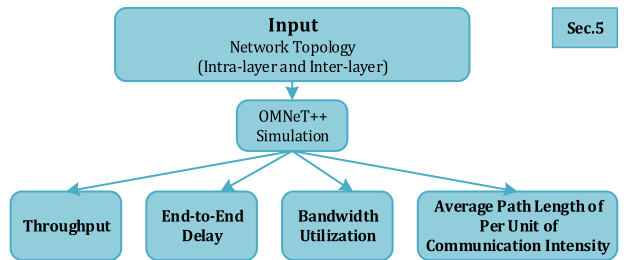 Input
Network Topology
(Intra-layer and Inter-layer)
Sec.5
OMNeT++
Simulation
Throughput
End-to-End
Delay
Bandwidth
Utilization
Average Path Length of
Per Unit of
Communication Intensity